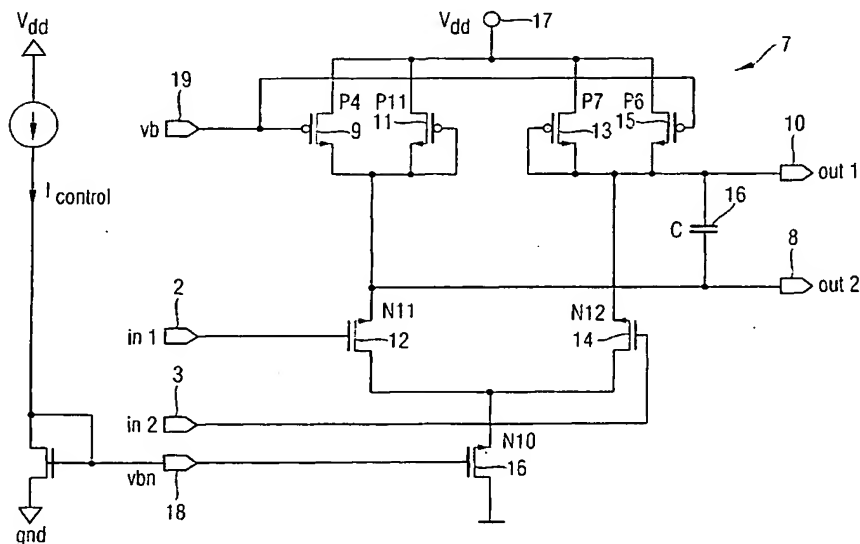 Vdd
Vdd
17
7
19
vb
P4
P11
9
11
P7
P6
13
15
10
out 1
16
C
8
out 2
Icontrol
2
in 1
N11
12
N12
14
3
in 2
N10
16
vbn
18
gnd